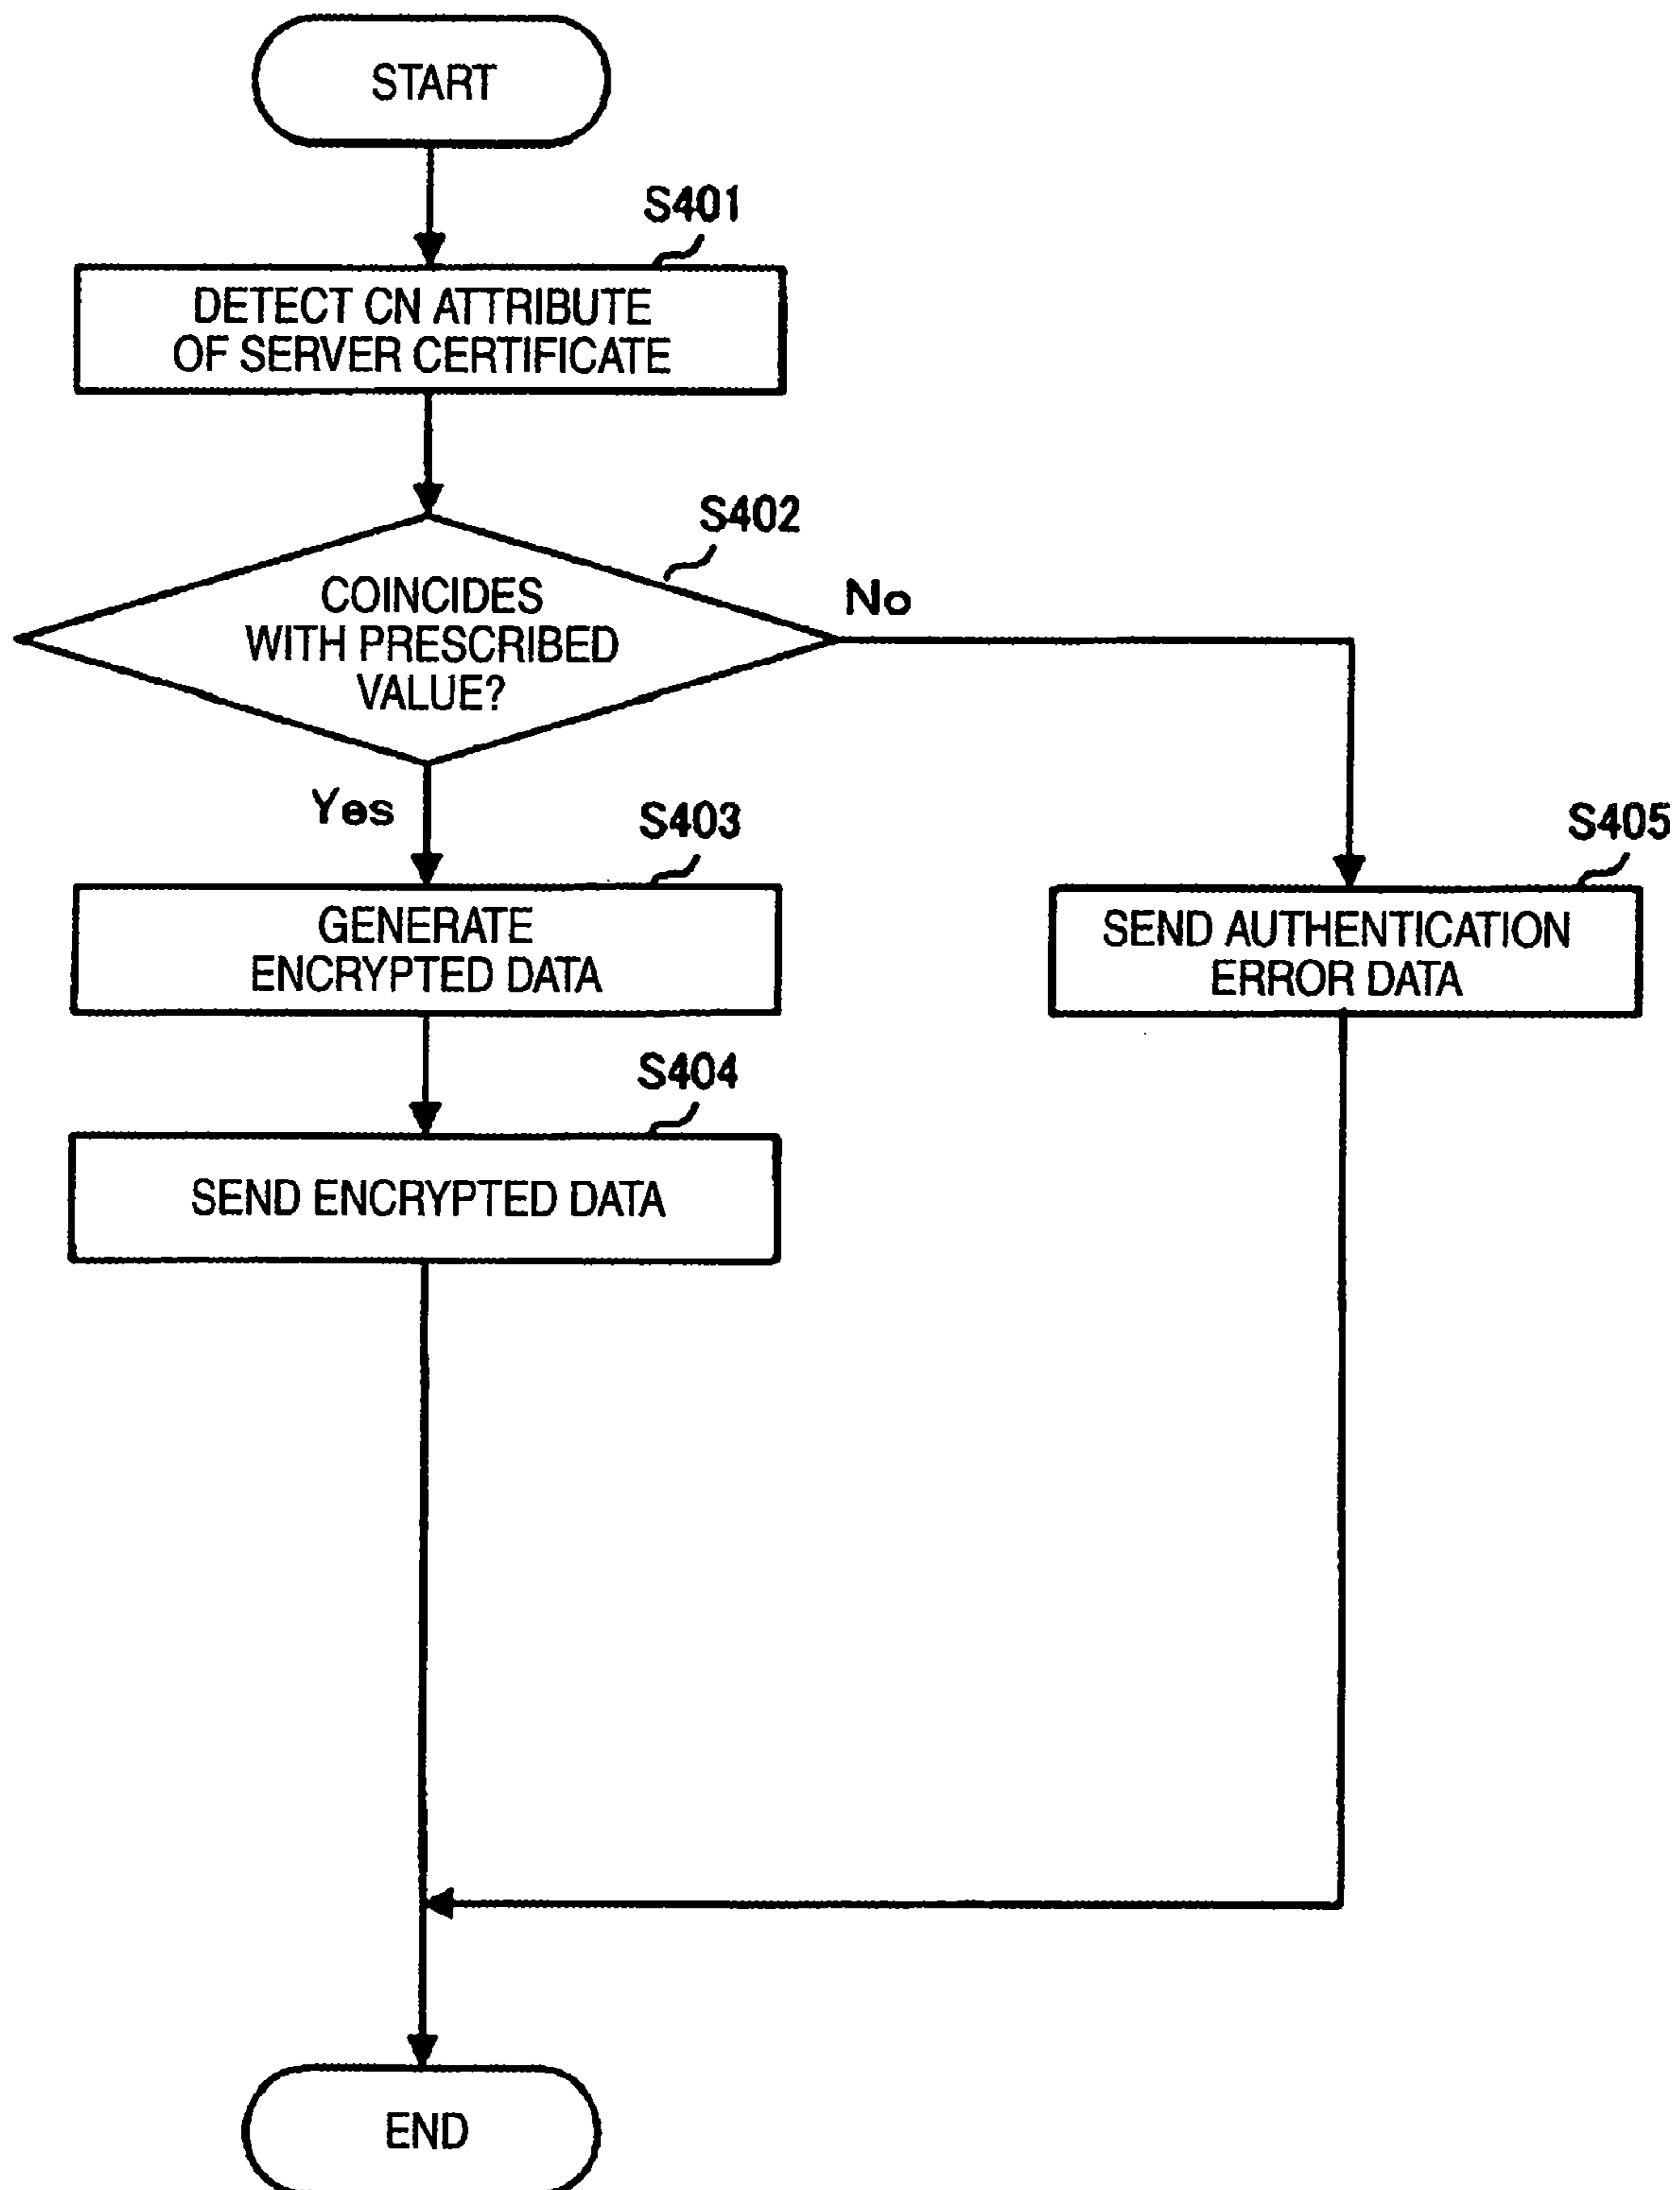 START
S401
DETECT CN ATTRIBUTE
OF SERVER CERTIFICATE
S402
COINCIDES
WITH PRESCRIBED
VALUE?
No
Yes
S403
GENERATE
ENCRYPTED DATA
S405
SEND AUTHENTICATION
ERROR DATA
S404
SEND ENCRYPTED DATA
END